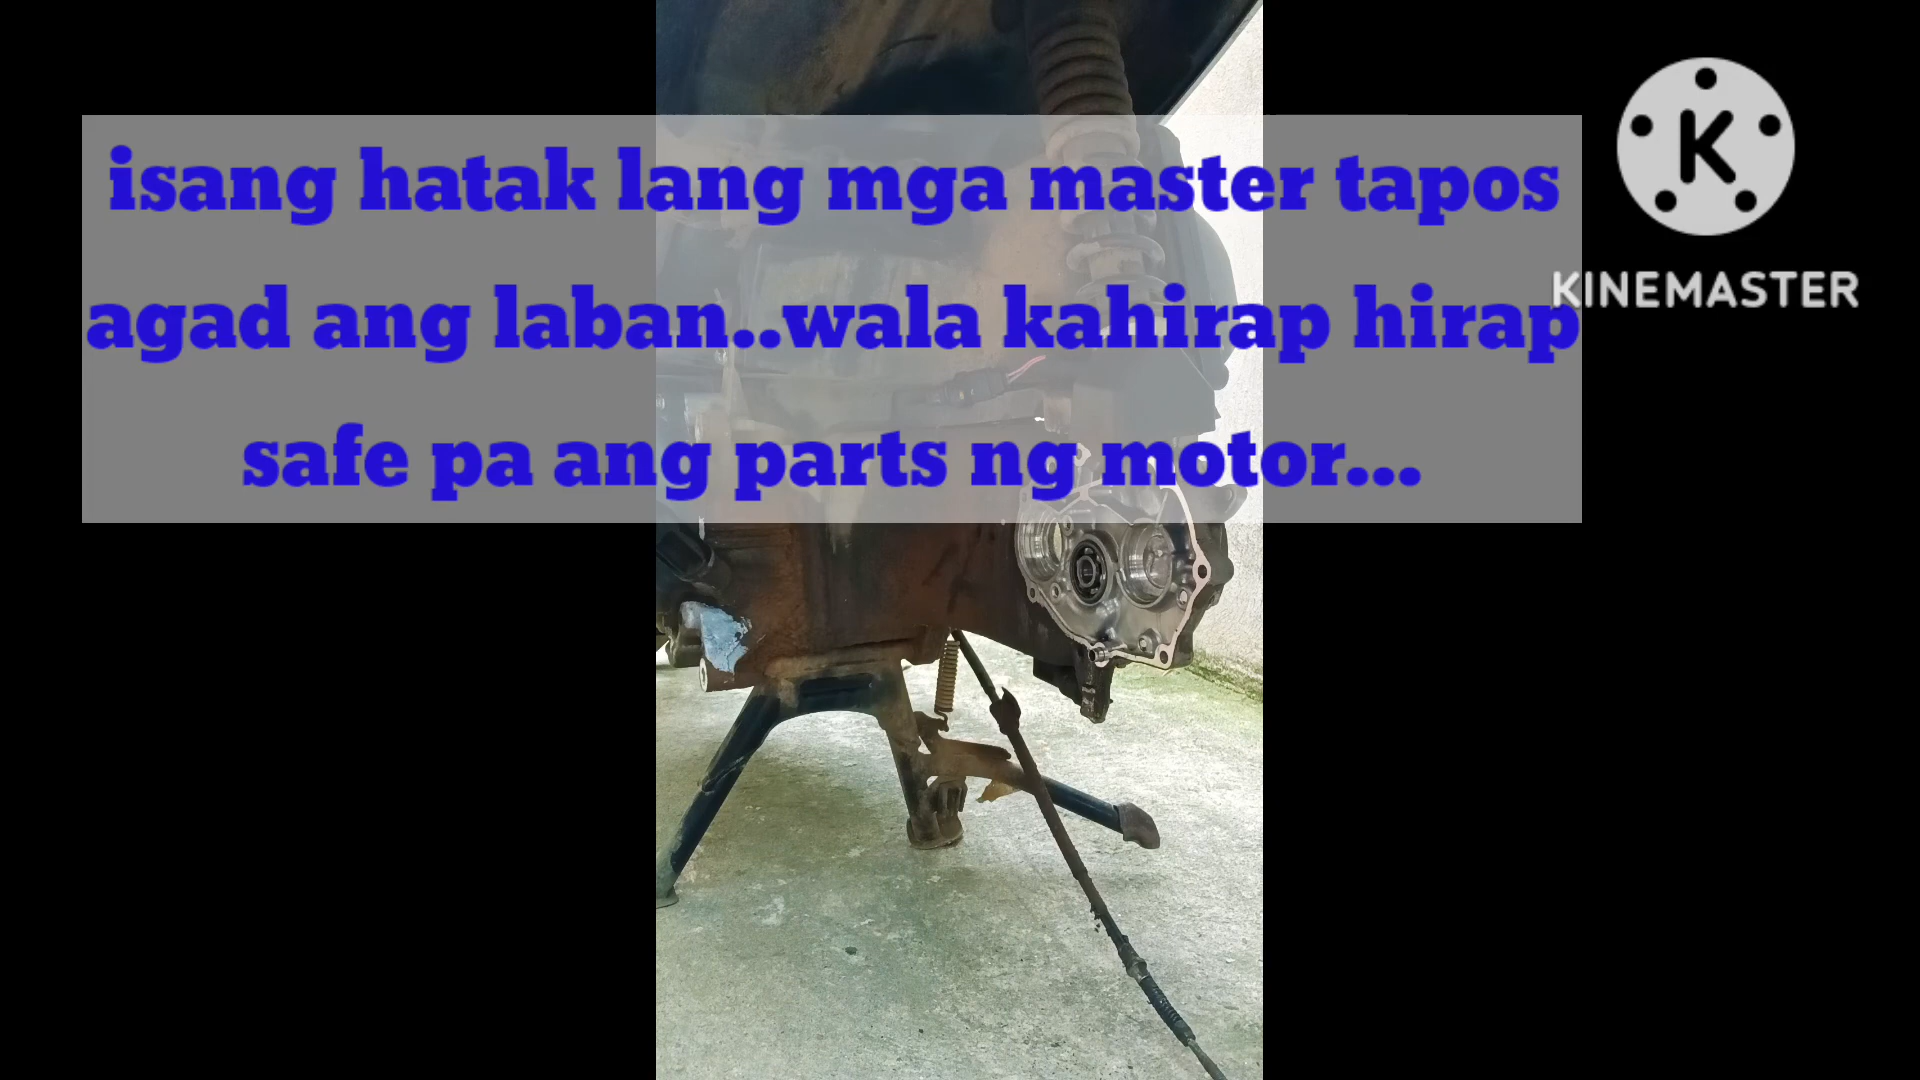 isang hatak lang mga master tapos
agad ang laban..wala kahirap hirap
safe pa ang parts ng motor...
K
KINEMASTER